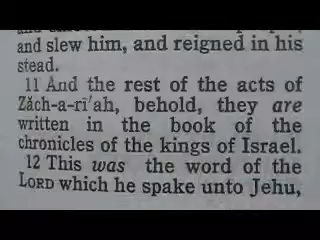 and slew him, and reigned in his
stead.
11 And the rest of the acts of
Zăch-a-rī'ah, behold, they are
written in the book of the
chronicles of the kings of Israel.
12 This was the word of the
LORD which he spake unto Jehu,